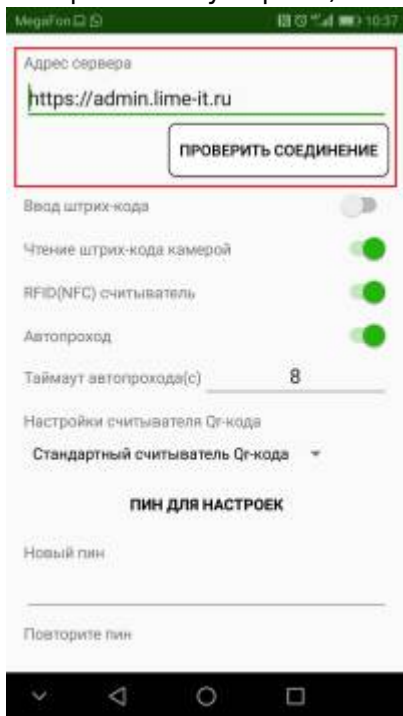 MegaFon 10:37
Адрес сервера
https://admin.lime-it.ru
ПРОВЕРИТЬ СОЕДИНЕНИЕ
Ввод штрих-кода
Чтение штрих-кода камерой
RFID(NFC) считыватель
Автопроход
Таймаут автопрохода(с) 8
Настройки считывателя Qr-кода
Стандартный считыватель Qr-кода
ПИН ДЛЯ НАСТРОЕК
Новый пин
Повторите пин